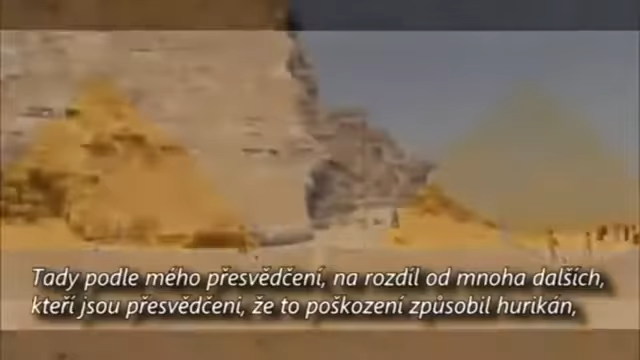 Tady podle mého přesvědčení, na rozdíl od mnoha dalších,
kteří jsou přesvědčeni, že to poškození způsobil hurikán,